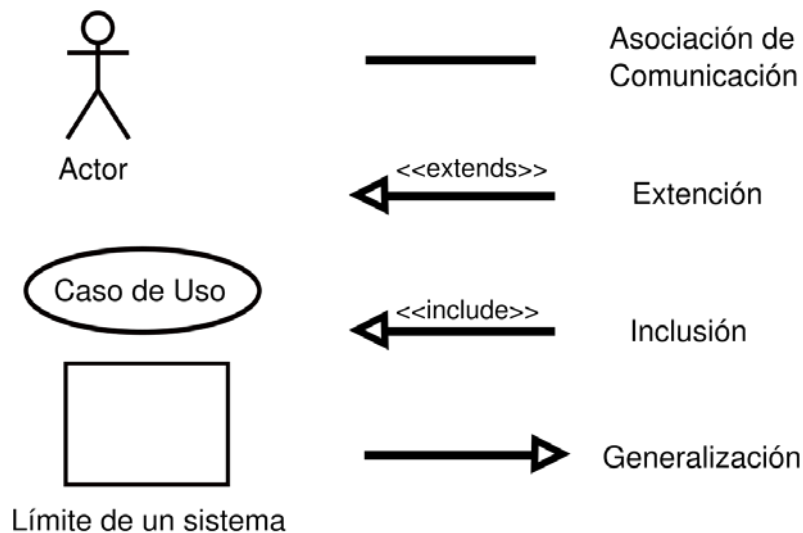 Actor
Caso de Uso
Límite de un sistema
Asociación de
Comunicación
<<extends>>
Extención
<<include>>
Inclusión
Generalización